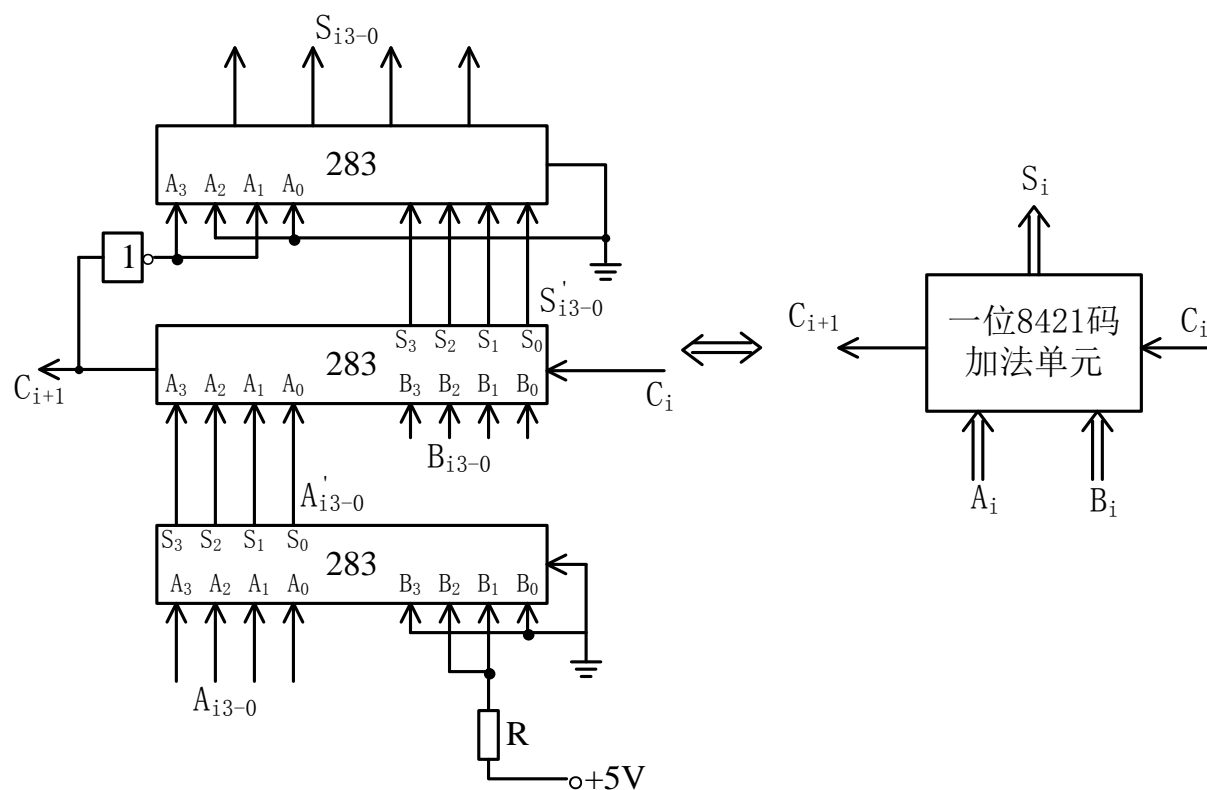 S_{i3-0}
283
A_3 A_2 A_1 A_0
1
S'_{i3-0}
S_3 S_2 S_1 S_0
283
A_3 A_2 A_1 A_0 B_3 B_2 B_1 B_0
C_{i+1}
C_i
B_{i3-0}
A'_{i3-0}
S_3 S_2 S_1 S_0
283
A_3 A_2 A_1 A_0 B_3 B_2 B_1 B_0
A_{i3-0}
R
+5V
S_i
C_{i+1}
一位8421码
加法单元
C_i
A_i B_i